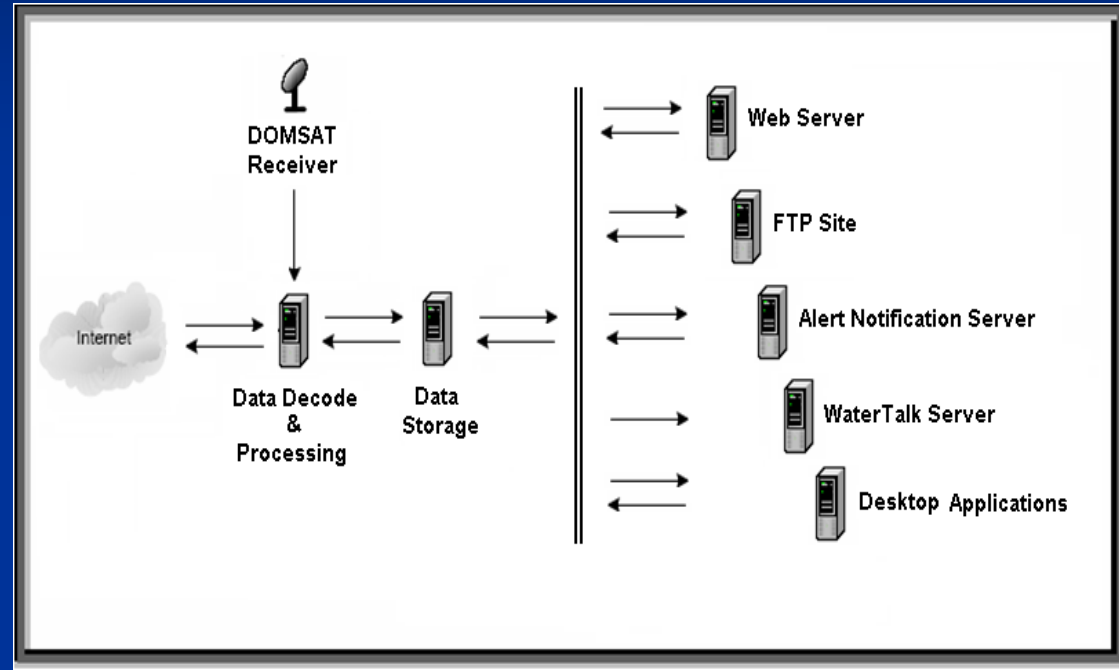 DOMSAT
Receiver
Web Server
FTP Site
Internet
Alert Notification Server
Data Decode
&
Processing
Data
Storage
WaterTalk Server
Desktop Applications